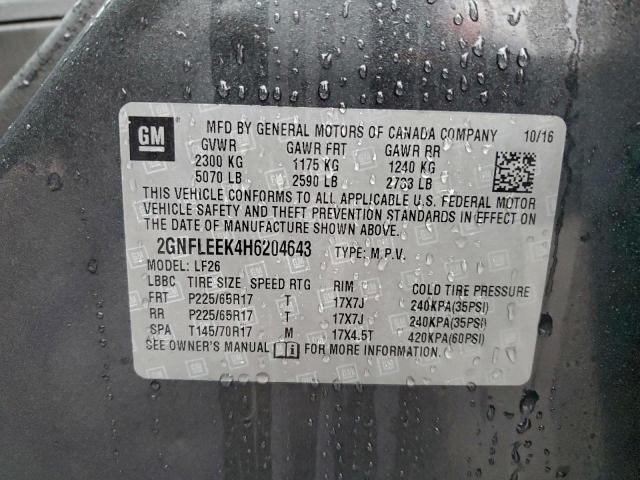 GM
MFD BY GENERAL MOTORS OF CANADA COMPANY 10/16
GVWR GAWR FRT GAWR RR
2300 KG 1175 KG 1240 KG
5070 LB 2590 LB 2733 LB
THIS VEHICLE CONFORMS TO ALL APPLICABLE U.S. FEDERAL MOTOR
VEHICLE SAFETY AND THEFT PREVENTION STANDARDS IN EFFECT ON
THE DATE OF MANUFACTURE SHOWN ABOVE.
2GNFLEEK4H6204643 TYPE: M.P.V.
MODEL: LF26
LBBC TIRE SIZE SPEED RTG RIM COLD TIRE PRESSURE
FRT P225/65R17 T 17X7J 240KPA(35PSI)
RR P225/65R17 T 17X7J 240KPA(35PSI)
SPA T145/70R17 M 17X4.5T 420KPA(60PSI)
SEE OWNER'S MANUAL FOR MORE INFORMATION.